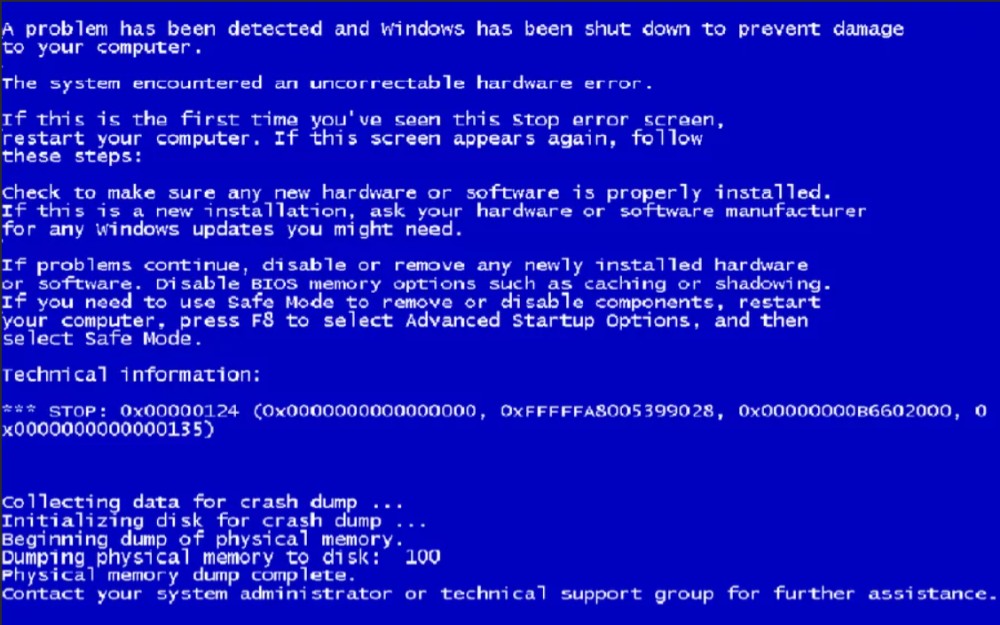 A problem has been detected and Windows has been shut down to prevent damage
to your computer.
The system encountered an uncorrectable hardware error.
If this is the first time you've seen this Stop error screen,
restart your computer. If this screen appears again, follow
these steps:
Check to make sure any new hardware or software is properly installed.
If this is a new installation, ask your hardware or software manufacturer
for any Windows updates you might need.
If problems continue, disable or remove any newly installed hardware
or software. Disable BIOS memory options such as caching or shadowing.
If you need to use Safe Mode to remove or disable components, restart
your computer, press F8 to select Advanced Startup Options, and then
select Safe Mode.
Technical information:
*** STOP: 0x00000124 (0x0000000000000000, 0xFFFFFA8005399028, 0x00000000B6602000, 0
x0000000000000135)
Collecting data for crash dump ...
Initializing disk for crash dump ...
Beginning dump of physical memory.
Dumping physical memory to disk:  100
Physical memory dump complete.
Contact your system administrator or technical support group for further assistance.